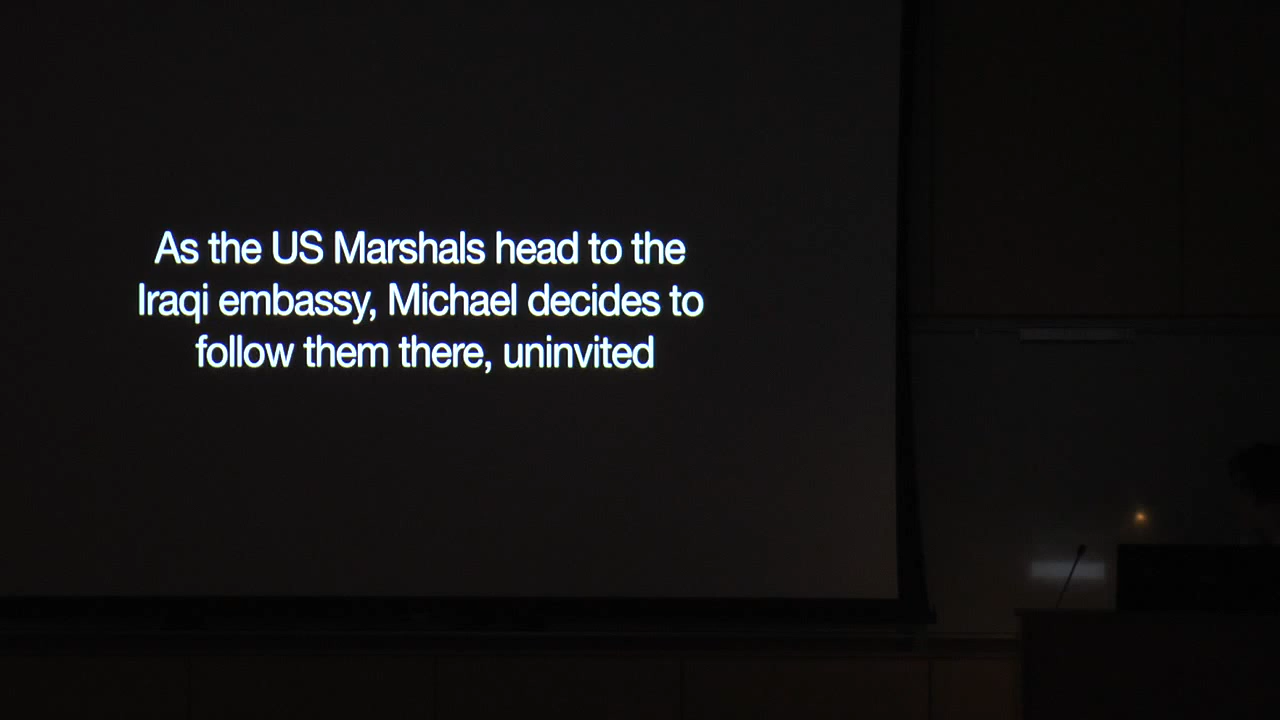 As the US Marshals head to the
Iraqi embassy, Michael decides to
follow them there, uninvited